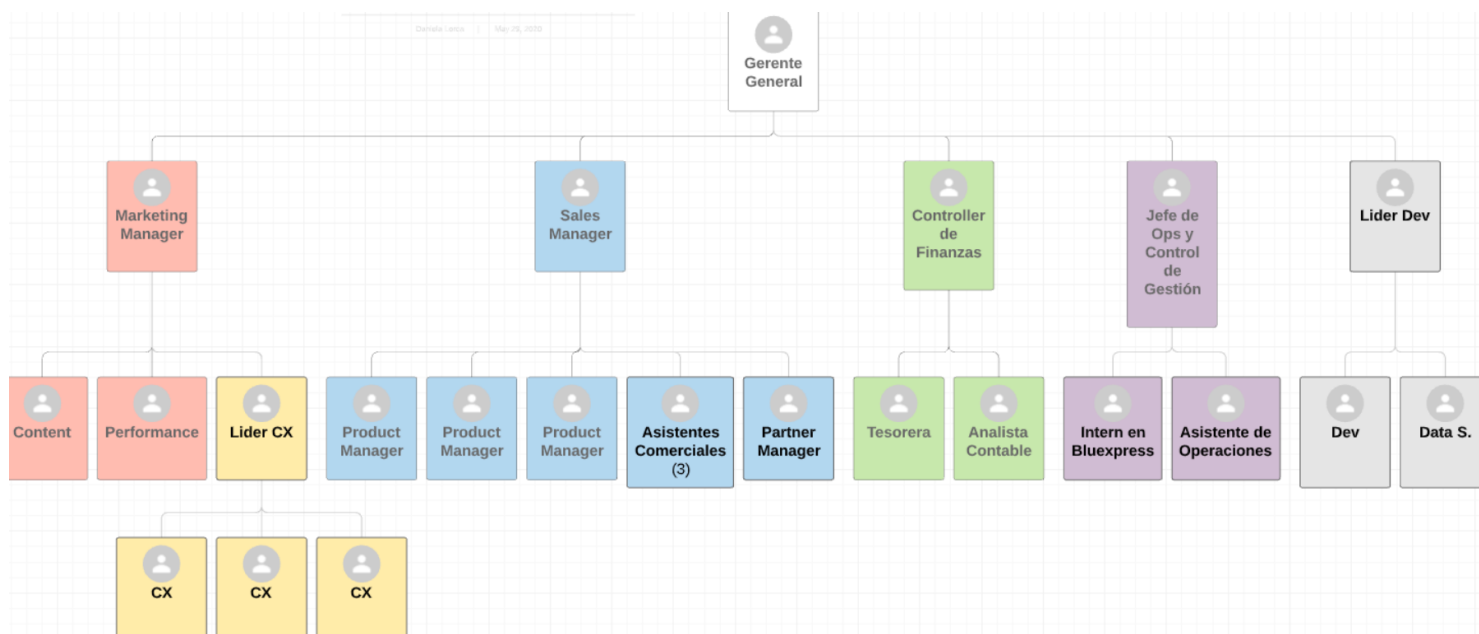 Gerente
General
Marketing
Manager
Sales
Manager
Controller
de
Finanzas
Jefe de
Ops y
Control
de
Gestión
Lider Dev
Content
Performance
Lider CX
Product
Manager
Product
Manager
Product
Manager
Asistentes
Comerciales
(3)
Partner
Manager
Tesorera
Analista
Contable
Intern en
Bluexpress
Asistente de
Operaciones
Dev
Data S.
CX
CX
CX